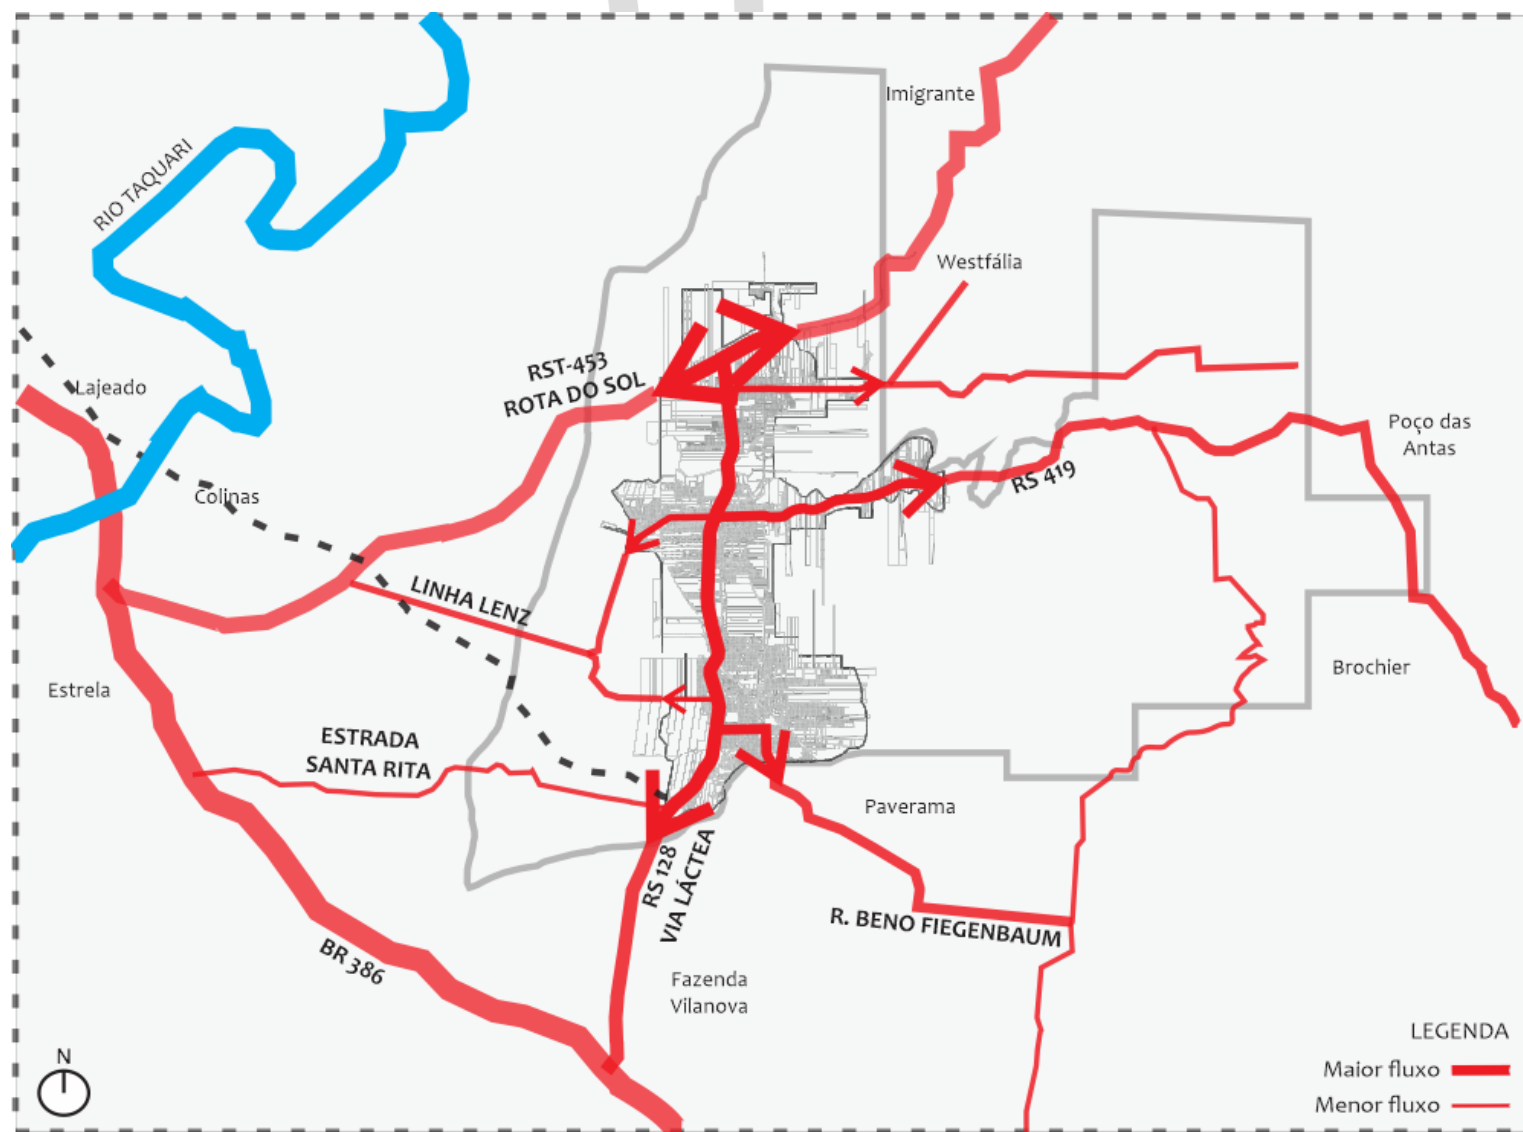 Imigrante
RIO TAQUARI
Westfália
RST-453
ROTA DO SOL
Lajeado
Poço das
Antas
RS 419
Colinas
LINHA LENZ
Brochier
Estrela
ESTRADA
SANTA RITA
Paverama
RS 128
VIA LÁCTEA
R. BENO FIEGENBAUM
BR 386
Fazenda
Vilanova
LEGENDA
N
Maior fluxo
Menor fluxo